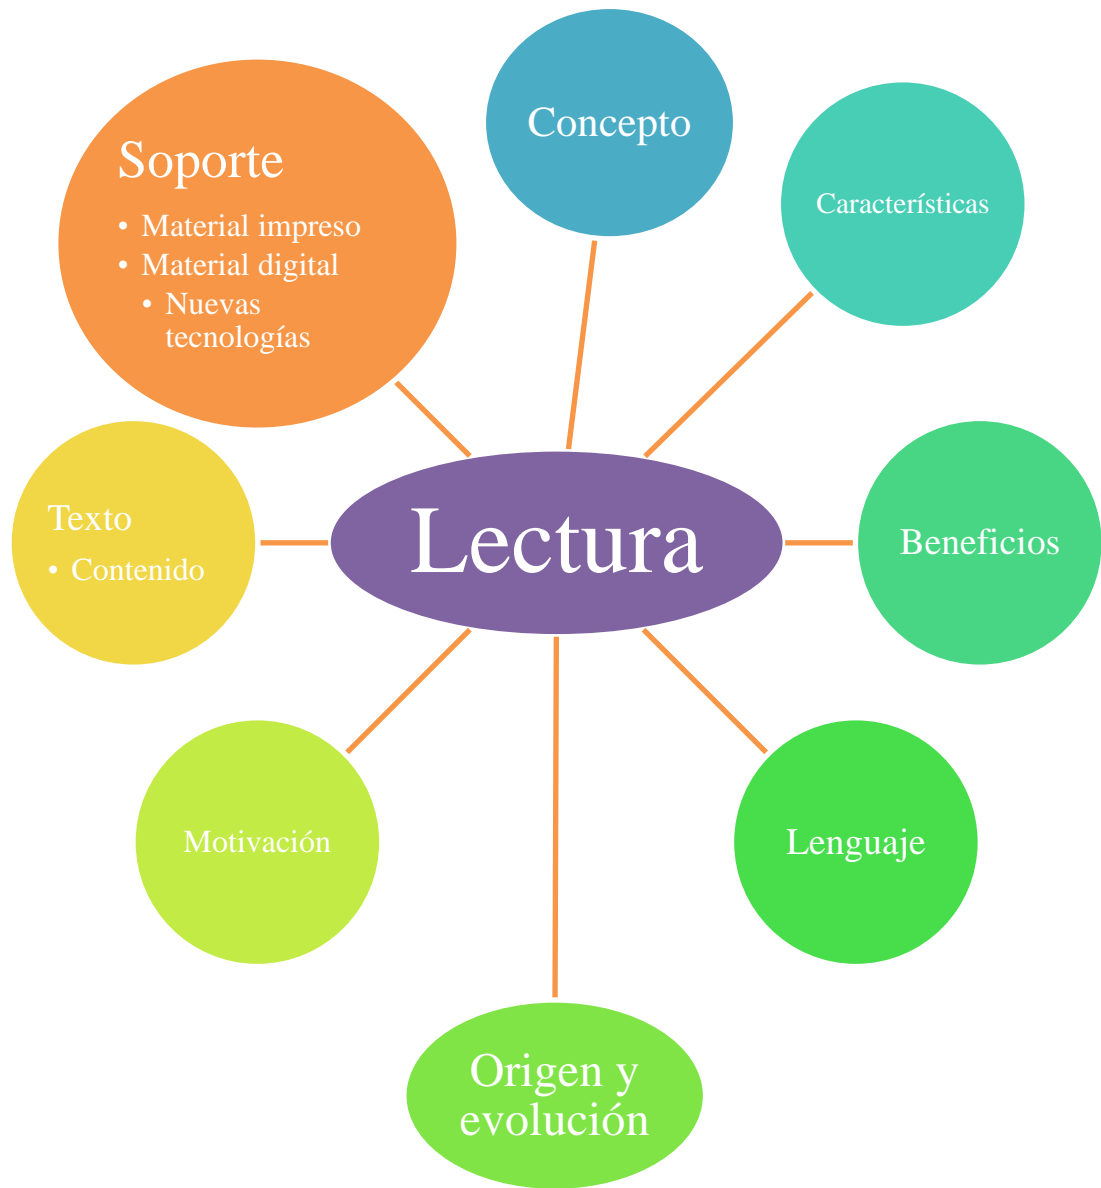 Concepto
Soporte
• Material impreso
• Material digital
• Nuevas
tecnologías
Características
Lectura
Texto
• Contenido
Beneficios
Motivación
Lenguaje
Origen y
evolución